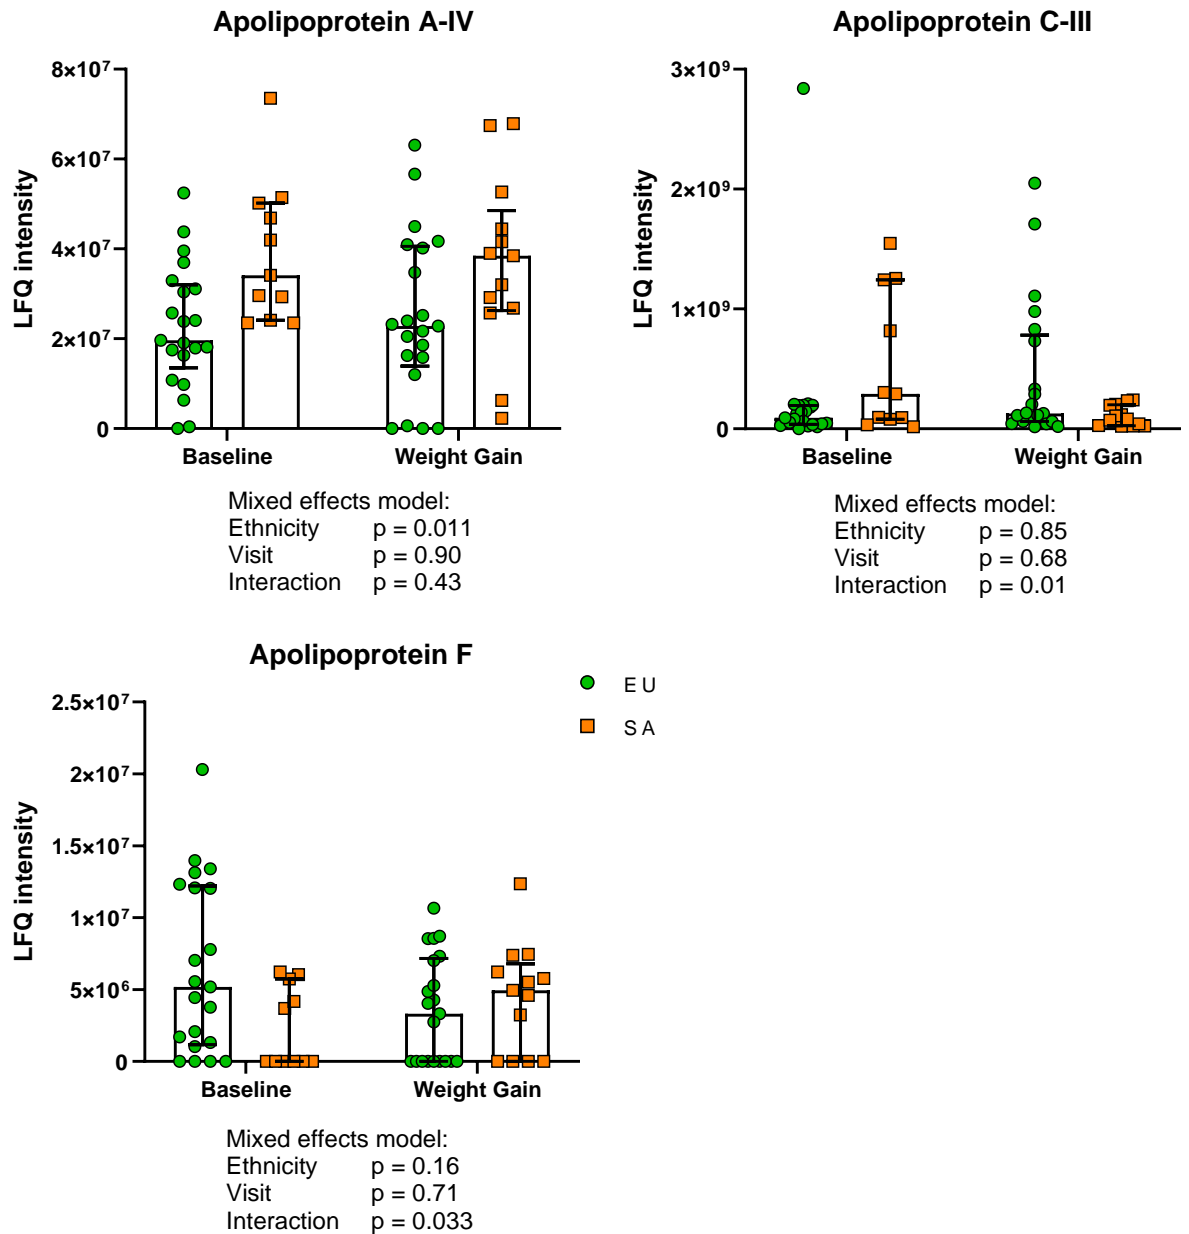 Apolipoprotein A-IV
LFQ intensity
8×10⁷
6×10⁷
4×10⁷
2×10⁷
0
Baseline Weight Gain
Mixed effects model:
Ethnicity p = 0.011
Visit p = 0.90
Interaction p = 0.43
Apolipoprotein C-III
LFQ intensity
3×10⁹
2×10⁹
1×10⁹
0
Baseline Weight Gain
Mixed effects model:
Ethnicity p = 0.85
Visit p = 0.68
Interaction p = 0.01
Apolipoprotein F
LFQ intensity
2.5×10⁷
2×10⁷
1.5×10⁷
1×10⁷
5×10⁶
0
Baseline Weight Gain
E U
S A
Mixed effects model:
Ethnicity p = 0.16
Visit p = 0.71
Interaction p = 0.033